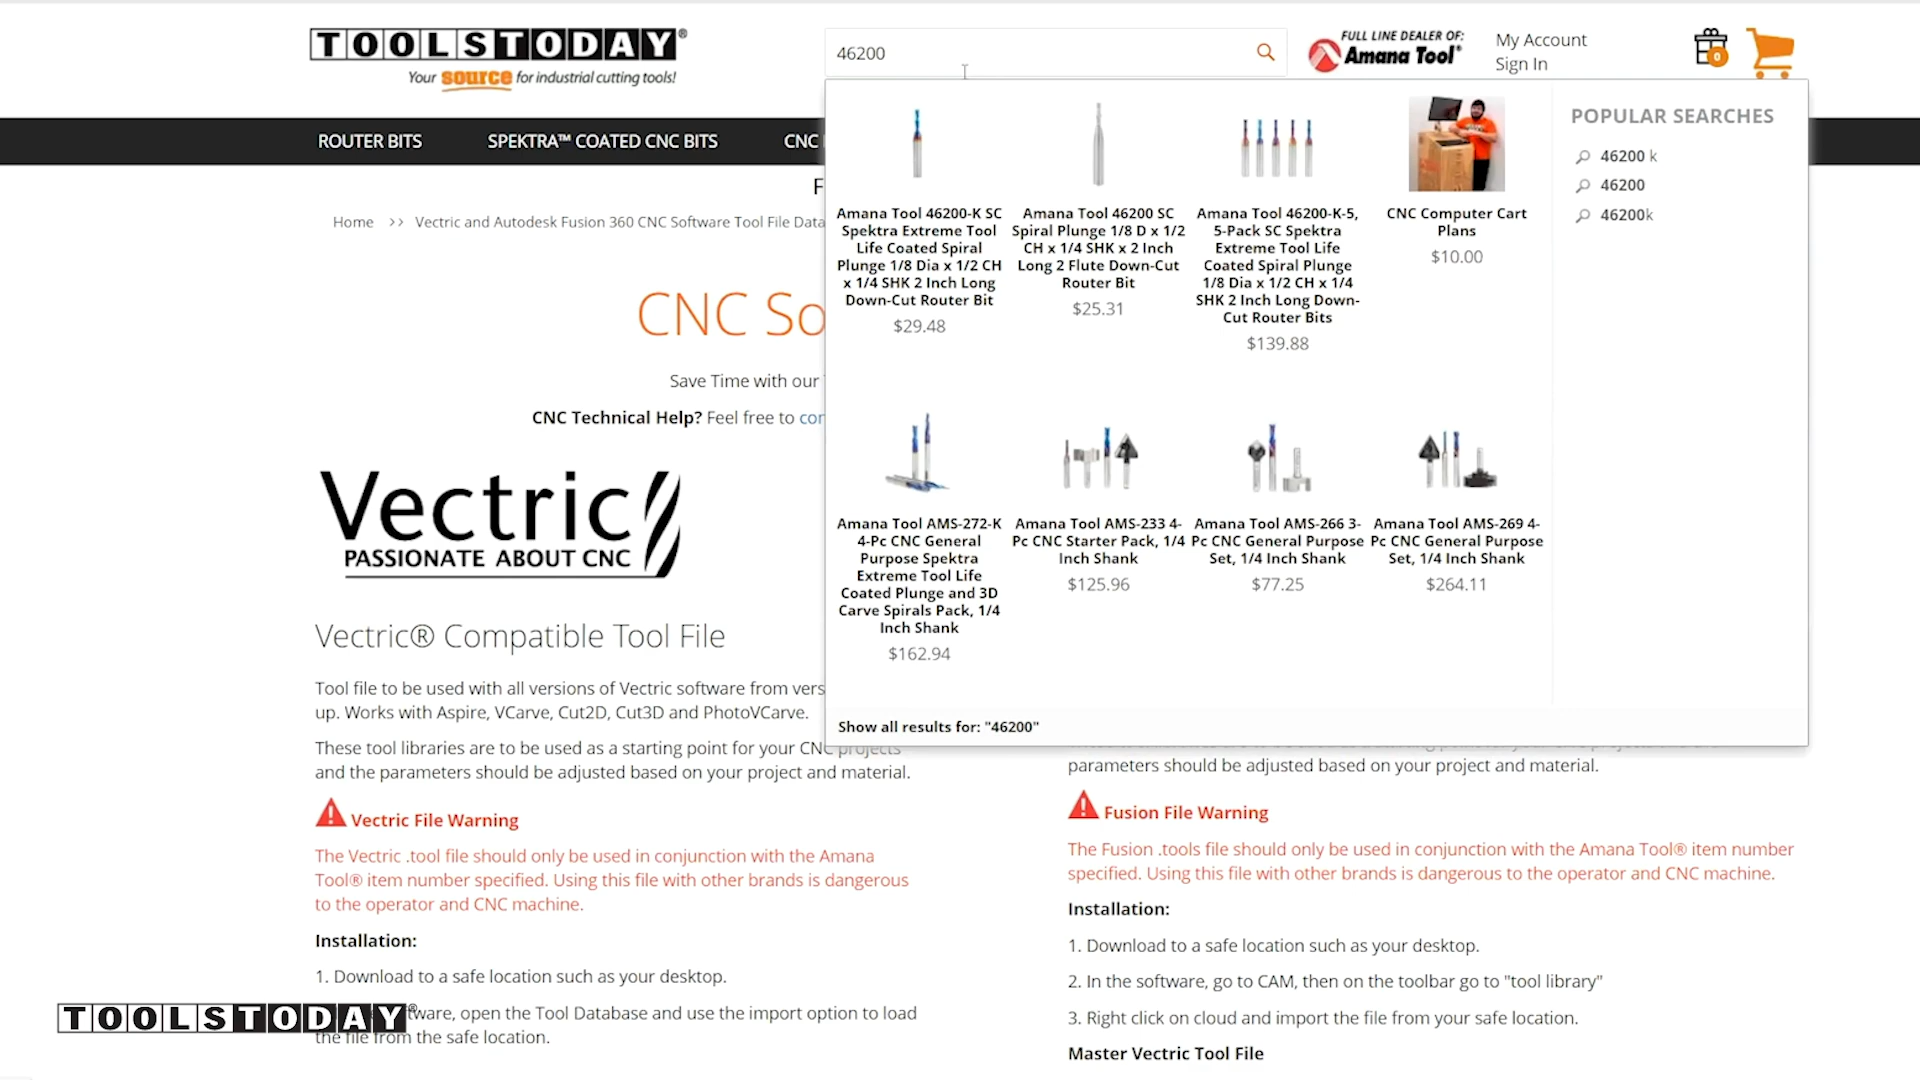 TOOLSTODAY®
Your source for industrial cutting tools!
46200
FULL LINE DEALER OF:
Amana Tool®
My Account
Sign In
0
ROUTER BITS
SPEKTRA™ COATED CNC BITS
CNC
F
Home >> Vectric and Autodesk Fusion 360 CNC Software Tool File Data
CNC So
Save Time with our
CNC Technical Help? Feel free to con
Vectric
PASSIONATE ABOUT CNC
Vectric® Compatible Tool File
Tool file to be used with all versions of Vectric software from vers
up. Works with Aspire, VCarve, Cut2D, Cut3D and PhotoVCarve.
These tool libraries are to be used as a starting point for your CNC projects
and the parameters should be adjusted based on your project and material.
Vectric File Warning
The Vectric .tool file should only be used in conjunction with the Amana
Tool® item number specified. Using this file with other brands is dangerous
to the operator and CNC machine.
Installation:
1. Download to a safe location such as your desktop.
tware, open the Tool Database and use the import option to load
the file from the safe location.
TOOLSTODAY®
Amana Tool 46200-K SC
Spektra Extreme Tool
Life Coated Spiral
Plunge 1/8 Dia x 1/2 CH
x 1/4 SHK 2 Inch Long
Down-Cut Router Bit
$29.48
Amana Tool 46200 SC
Spiral Plunge 1/8 D x 1/2
CH x 1/4 SHK x 2 Inch
Long 2 Flute Down-Cut
Router Bit
$25.31
Amana Tool 46200-K-5,
5-Pack SC Spektra
Extreme Tool Life
Coated Spiral Plunge
1/8 Dia x 1/2 CH x 1/4
SHK 2 Inch Long Down-
Cut Router Bits
$139.88
CNC Computer Cart
Plans
$10.00
Amana Tool AMS-272-K
4-Pc CNC General
Purpose Spektra
Extreme Tool Life
Coated Plunge and 3D
Carve Spirals Pack, 1/4
Inch Shank
$162.94
Amana Tool AMS-233 4-
Pc CNC Starter Pack, 1/4
Inch Shank
$125.96
Amana Tool AMS-266 3-
Pc CNC General Purpose
Set, 1/4 Inch Shank
$77.25
Amana Tool AMS-269 4-
Pc CNC General Purpose
Set, 1/4 Inch Shank
$264.11
Show all results for: "46200"
POPULAR SEARCHES
46200 k
46200
46200k
parameters should be adjusted based on your project and material.
Fusion File Warning
The Fusion .tools file should only be used in conjunction with the Amana Tool® item number
specified. Using this file with other brands is dangerous to the operator and CNC machine.
Installation:
1. Download to a safe location such as your desktop.
2. In the software, go to CAM, then on the toolbar go to "tool library"
3. Right click on cloud and import the file from your safe location.
Master Vectric Tool File